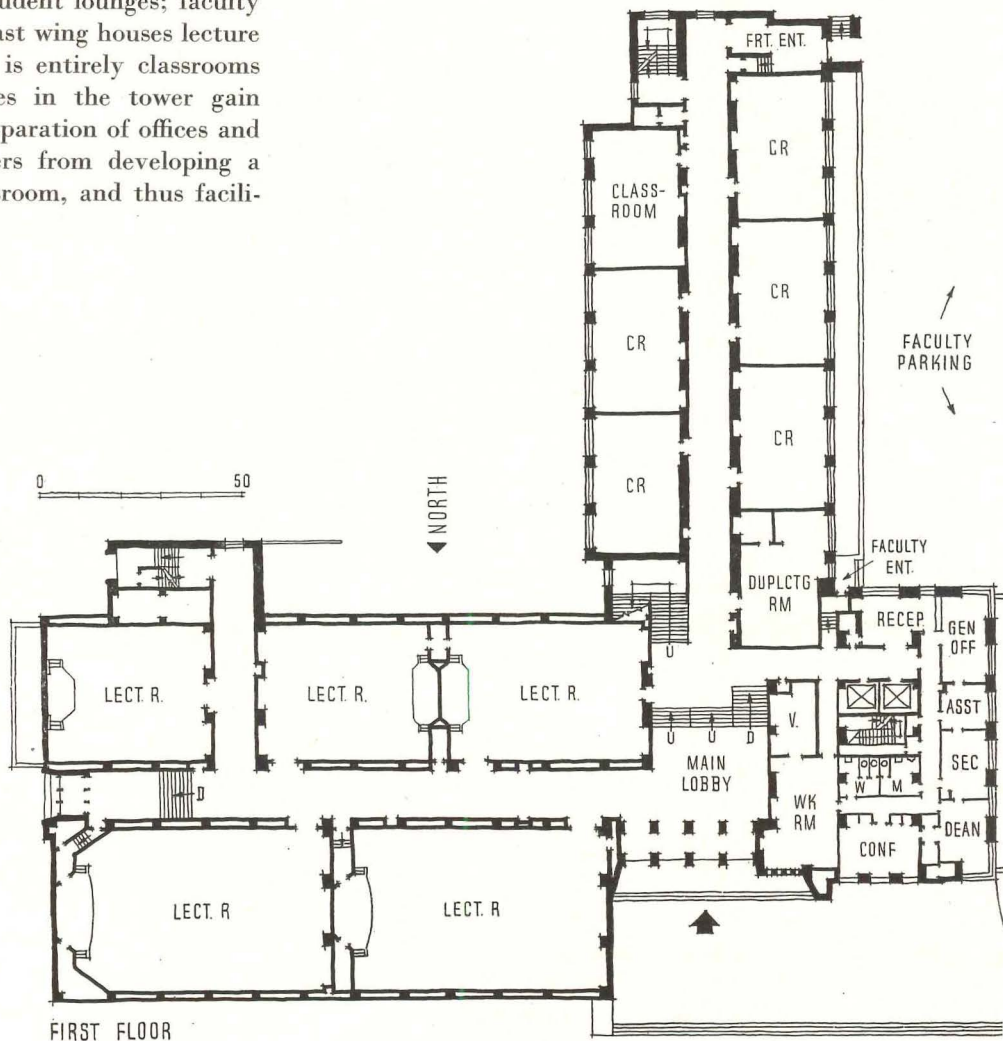 udent lounges; faculty
ast wing houses lecture
is entirely classrooms
es in the tower gain
paration of offices and
ers from developing a
room, and thus facili-
FRT. ENT.
CR
CLASS-
ROOM
CR
CR
FACULTY
PARKING
CR
CR
0 50
NORTH
FACULTY
ENT.
DUPLCTG
RM
RECEP.
GEN
OFF
LECT. R.
LECT. R.
LECT. R.
U
ASST
V.
U U D
D
MAIN
LOBBY
SEC
W M
WK
RM
DEAN
CONF
LECT. R
LECT. R
FIRST FLOOR